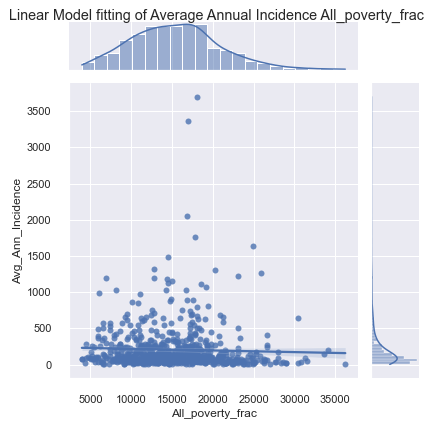 Linear Model fitting of Average Annual Incidence All_poverty_frac
3500
3000
2500
2000
1500
1000
500
0
Avg_Ann_Incidence
5000 10000 15000 20000 25000 30000 35000
All_poverty_frac